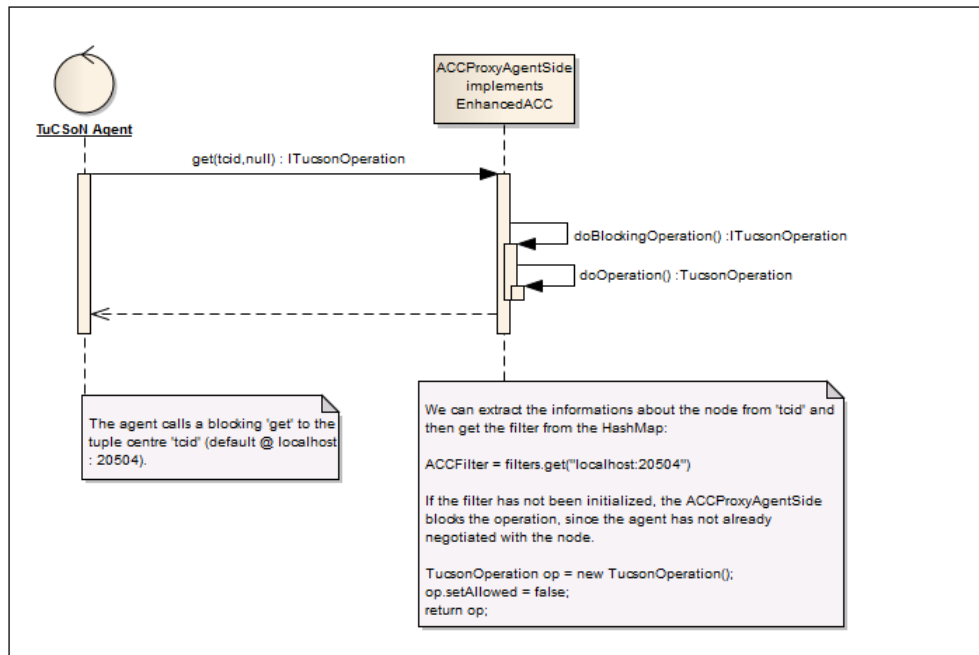 ACCProxyAgentSide
implements
EnhancedACC
TuCSoN Agent
get(tcid,null) : ITucsonOperation
doBlockingOperation() :ITucsonOperation
doOperation() :TucsonOperation
The agent calls a blocking 'get' to the
tuple centre 'tcid' (default @ localhost
: 20504).
We can extract the informations about the node from 'tcid' and
then get the filter from the HashMap:
ACCFilter = filters.get("localhost:20504")
If the filter has not been initialized, the ACCProxyAgentSide
blocks the operation, since the agent has not already
negotiated with the node.
TucsonOperation op = new TucsonOperation();
op.setAllowed = false;
return op;